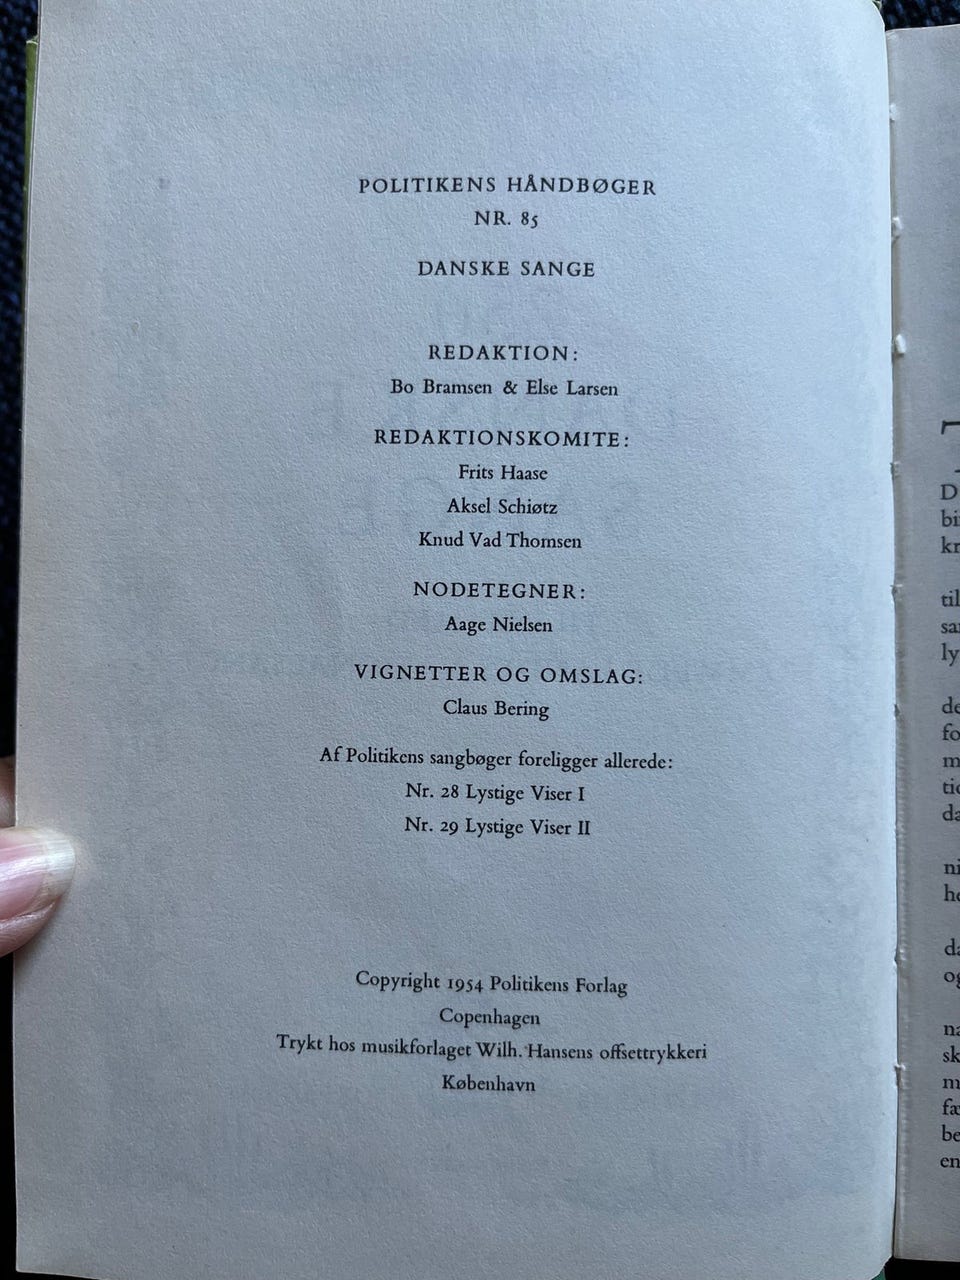 POLITIKENS HÅNDBØGER
NR. 85
DANSKE SANGE
REDAKTION:
Bo Bramsen & Else Larsen
REDAKTIONSKOMITE:
Frits Haase
Aksel Schiøtz
Knud Vad Thomsen
NODETEGNER:
Aage Nielsen
VIGNETTER OG OMSLAG:
Claus Bering
Af Politikens sangbøger foreligger allerede:
Nr. 28 Lystige Viser I
Nr. 29 Lystige Viser II
Copyright 1954 Politikens Forlag
Copenhagen
Trykt hos musikforlaget Wilh. Hansens offsettrykkeri
København